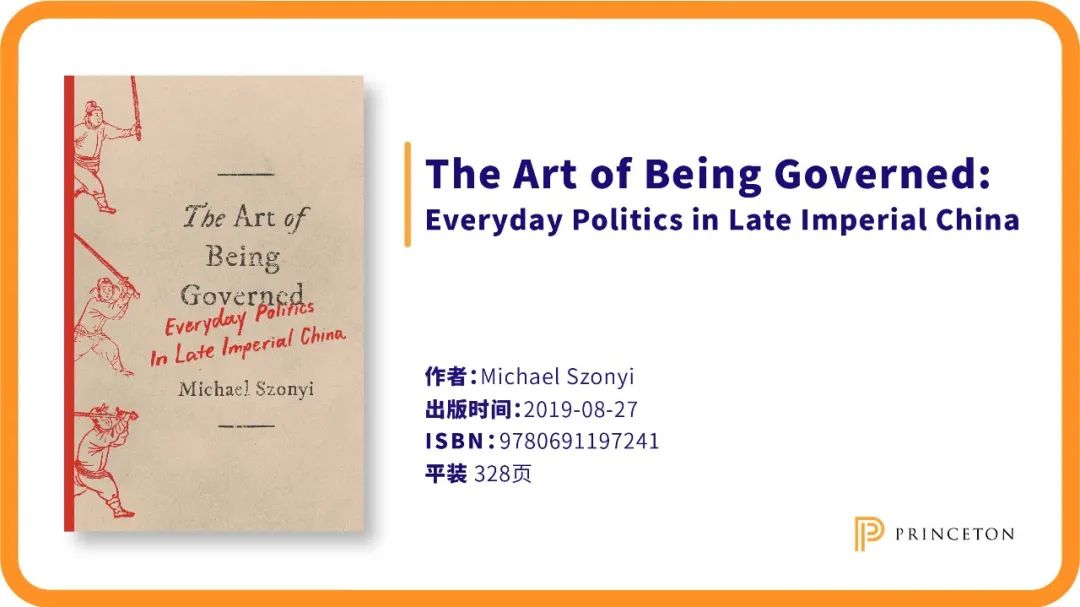 The Art of
Being
Governed
Everyday Politics
In Late Imperial China
Michael Szonyi
The Art of Being Governed:
Everyday Politics in Late Imperial China
作者：Michael Szonyi
出版时间：2019-08-27
ISBN：9780691197241
平装 328页
PRINCETON